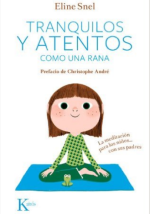 Eline Snel
TRANQUILOS
Y ATENTOS
COMO UNA RANA
Prefacio de Christophe André
La meditación
para los niños...
con sus padres
Kairós